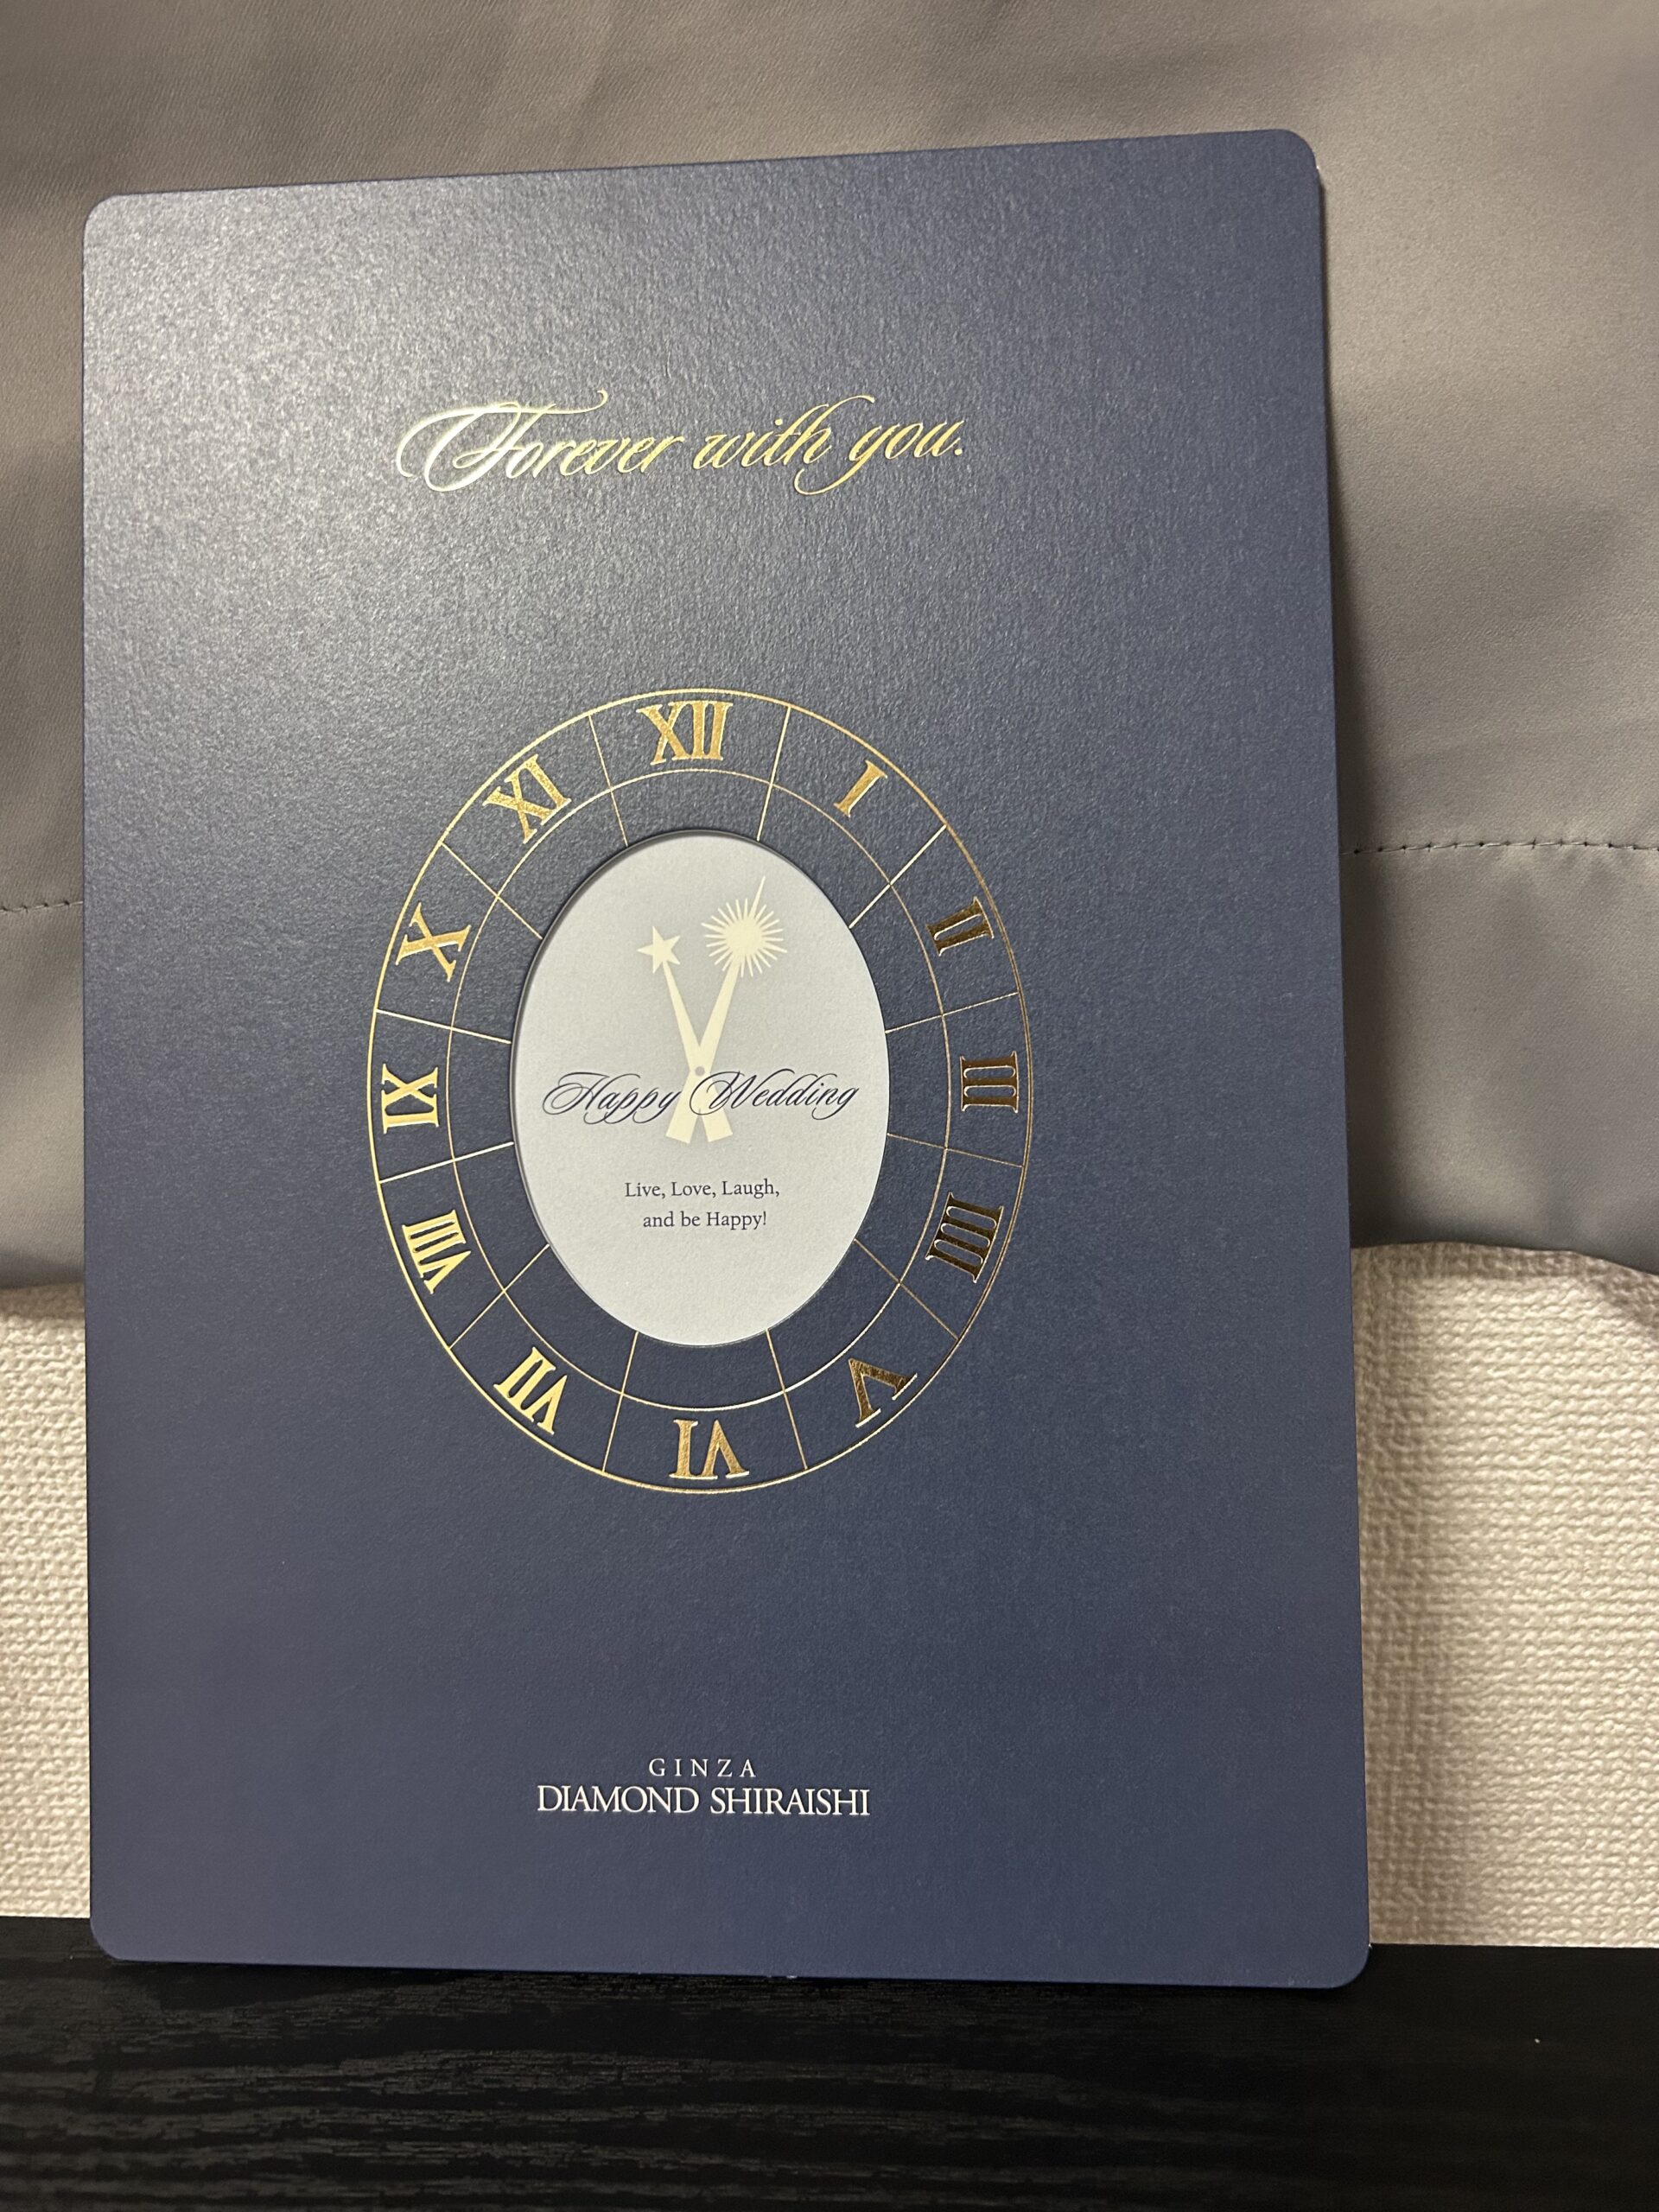 Forever with you.
XII
I
II
III
IIII
V
VI
VII
VIII
IX
X
XI
Happy Wedding
Live, Love, Laugh,
and be Happy!
GINZA
DIAMOND SHIRAISHI